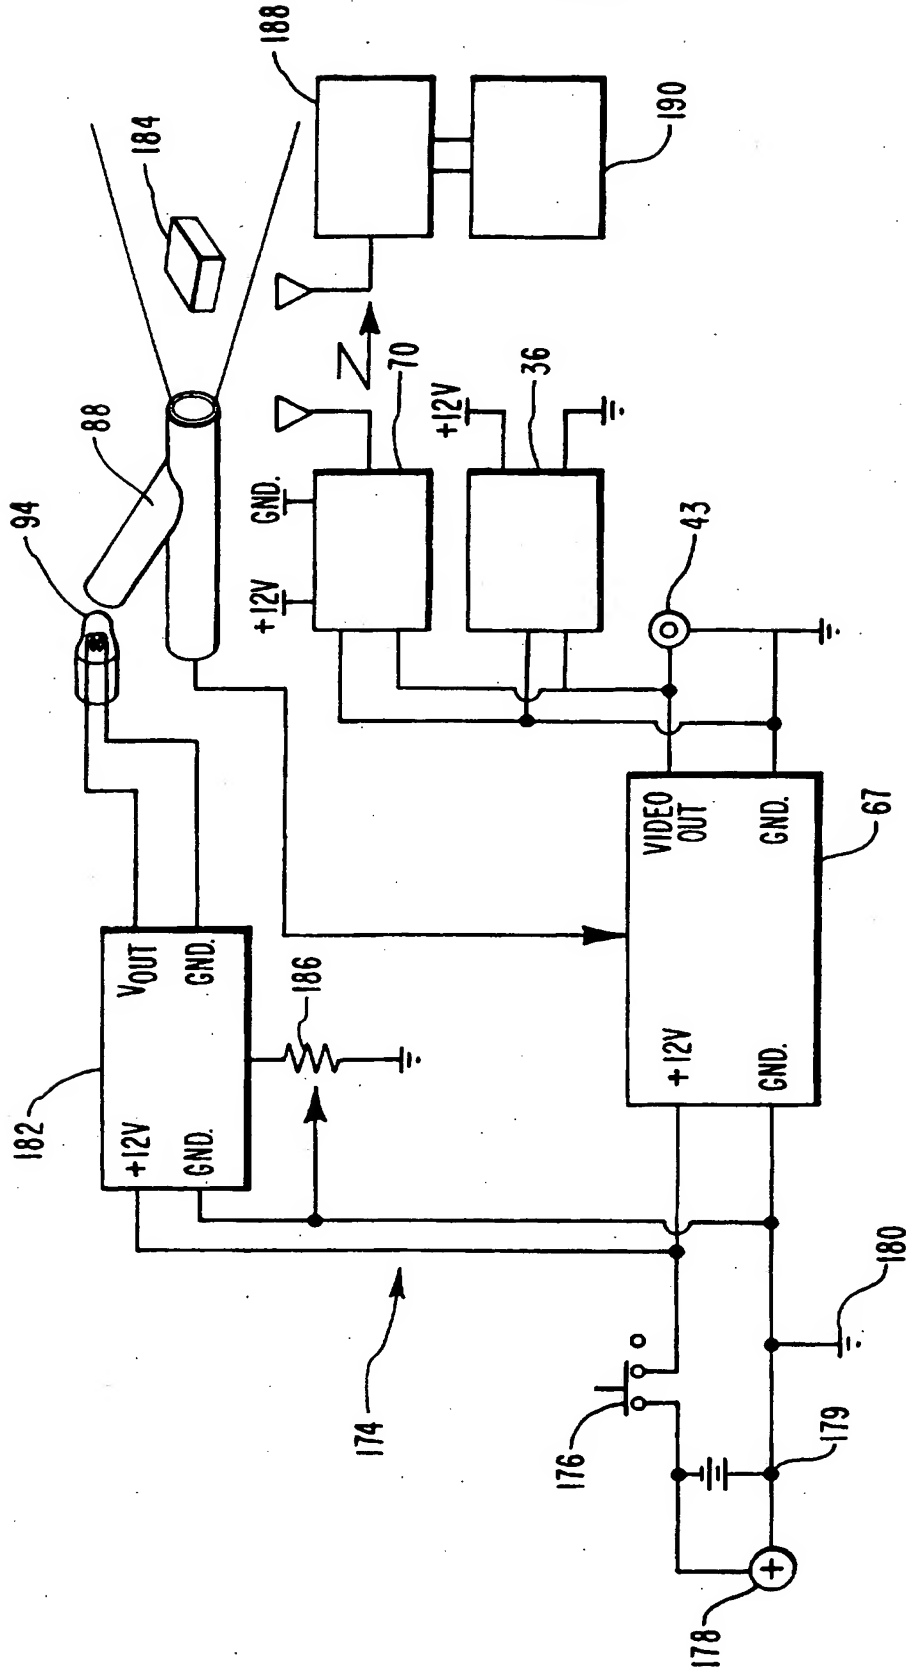 182
+12V
GND.
VOUT
GND.
94
88
184
188
186
+12V
GND.
70
190
+12V
36
174
43
176
+12V
GND.
VIDEO
OUT
GND.
67
178
179
180